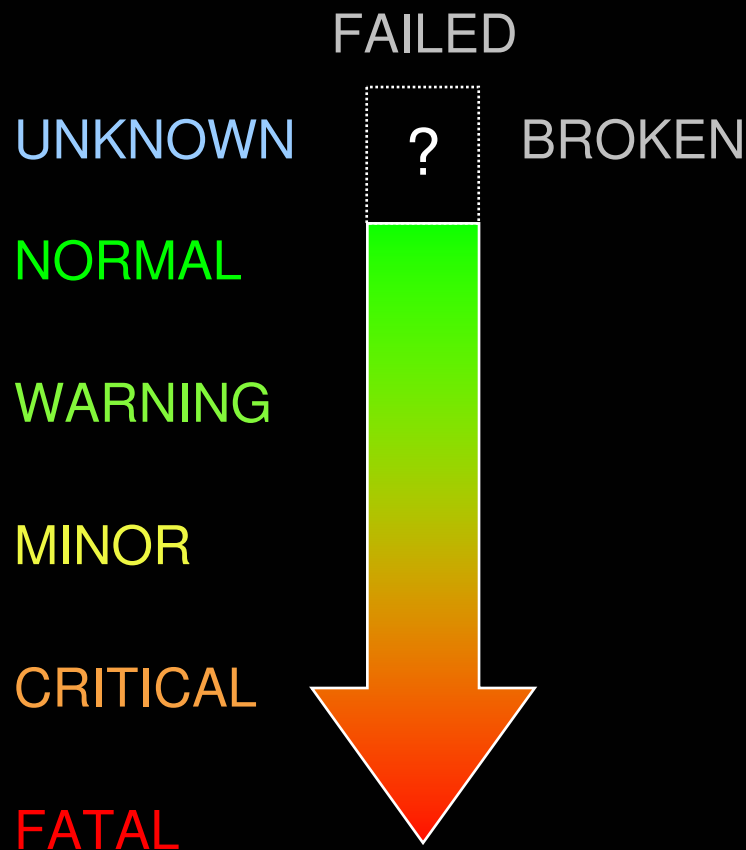 FAILED
UNKNOWN ? BROKEN
NORMAL
WARNING
MINOR
CRITICAL
FATAL